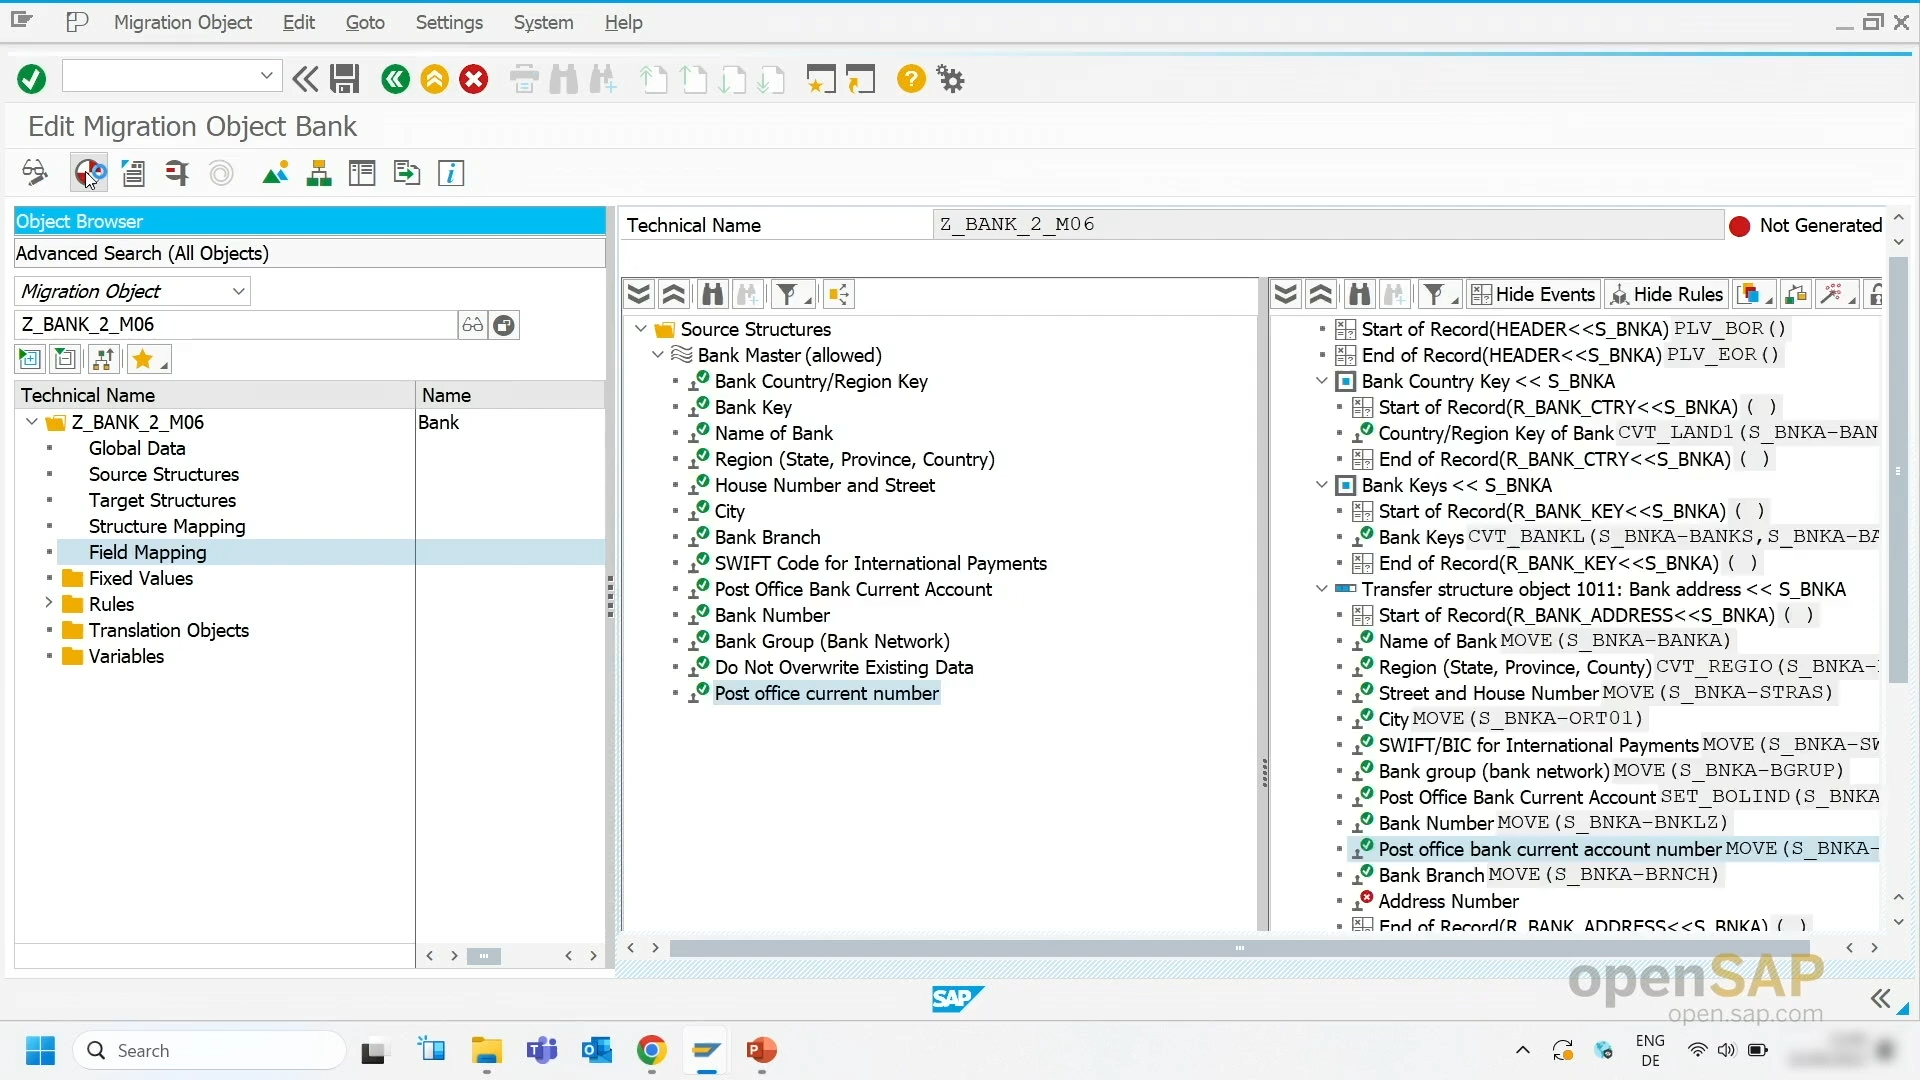 Migration Object Edit Goto Settings System Help
Edit Migration Object Bank
Object Browser
Advanced Search (All Objects)
Migration Object
Z_BANK_2_M06
Technical Name Name
Z_BANK_2_M06 Bank
Global Data
Source Structures
Target Structures
Structure Mapping
Field Mapping
Fixed Values
Rules
Translation Objects
Variables
Technical Name Z_BANK_2_M06 Not Generated
Source Structures
Bank Master (allowed)
Bank Country/Region Key
Bank Key
Name of Bank
Region (State, Province, Country)
House Number and Street
City
Bank Branch
SWIFT Code for International Payments
Post Office Bank Current Account
Bank Number
Bank Group (Bank Network)
Do Not Overwrite Existing Data
Post office current number
Hide Events Hide Rules
Start of Record(HEADER<<S_BNKA) PLV_BOR()
End of Record(HEADER<<S_BNKA) PLV_EOR()
Bank Country Key << S_BNKA
Start of Record(R_BANK_CTRY<<S_BNKA) ( )
Country/Region Key of Bank CVT_LAND1(S_BNKA-BAN
End of Record(R_BANK_CTRY<<S_BNKA) ( )
Bank Keys << S_BNKA
Start of Record(R_BANK_KEY<<S_BNKA) ( )
Bank Keys CVT_BANKL(S_BNKA-BANKS,S_BNKA-BA
End of Record(R_BANK_KEY<<S_BNKA) ( )
Transfer structure object 1011: Bank address << S_BNKA
Start of Record(R_BANK_ADDRESS<<S_BNKA) ( )
Name of Bank MOVE(S_BNKA-BANKA)
Region (State, Province, County) CVT_REGIO(S_BNKA-
Street and House Number MOVE(S_BNKA-STRAS)
City MOVE(S_BNKA-ORT01)
SWIFT/BIC for International Payments MOVE(S_BNKA-SW
Bank group (bank network) MOVE(S_BNKA-BGRUP)
Post Office Bank Current Account SET_BOLIND(S_BNKA
Bank Number MOVE(S_BNKA-BNKLZ)
Post office bank current account number MOVE(S_BNKA-
Bank Branch MOVE(S_BNKA-BRNCH)
Address Number
End of Record(R_BANK_ADDRESS<<S_BNKA) ( )
SAP
openSAP
open.sap.com
Search
ENG
DE